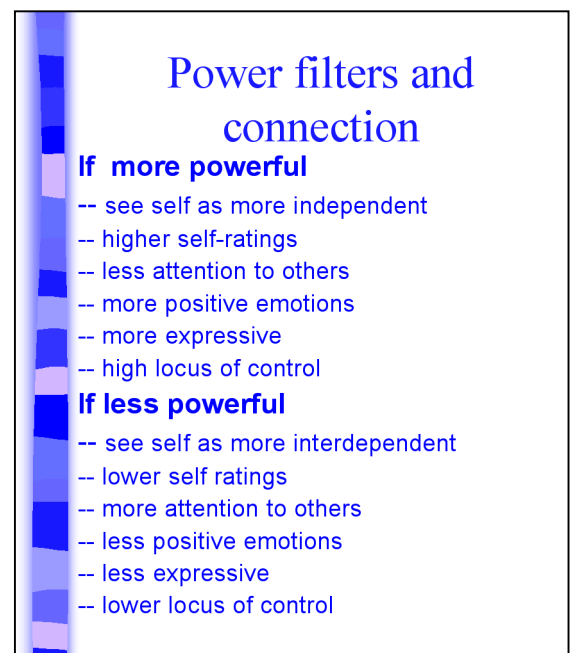 Power filters and
connection
If  more powerful
-- see self as more independent
-- higher self-ratings
-- less attention to others
-- more positive emotions
-- more expressive
-- high locus of control
If less powerful
-- see self as more interdependent
-- lower self ratings
-- more attention to others
-- less positive emotions
-- less expressive
-- lower locus of control